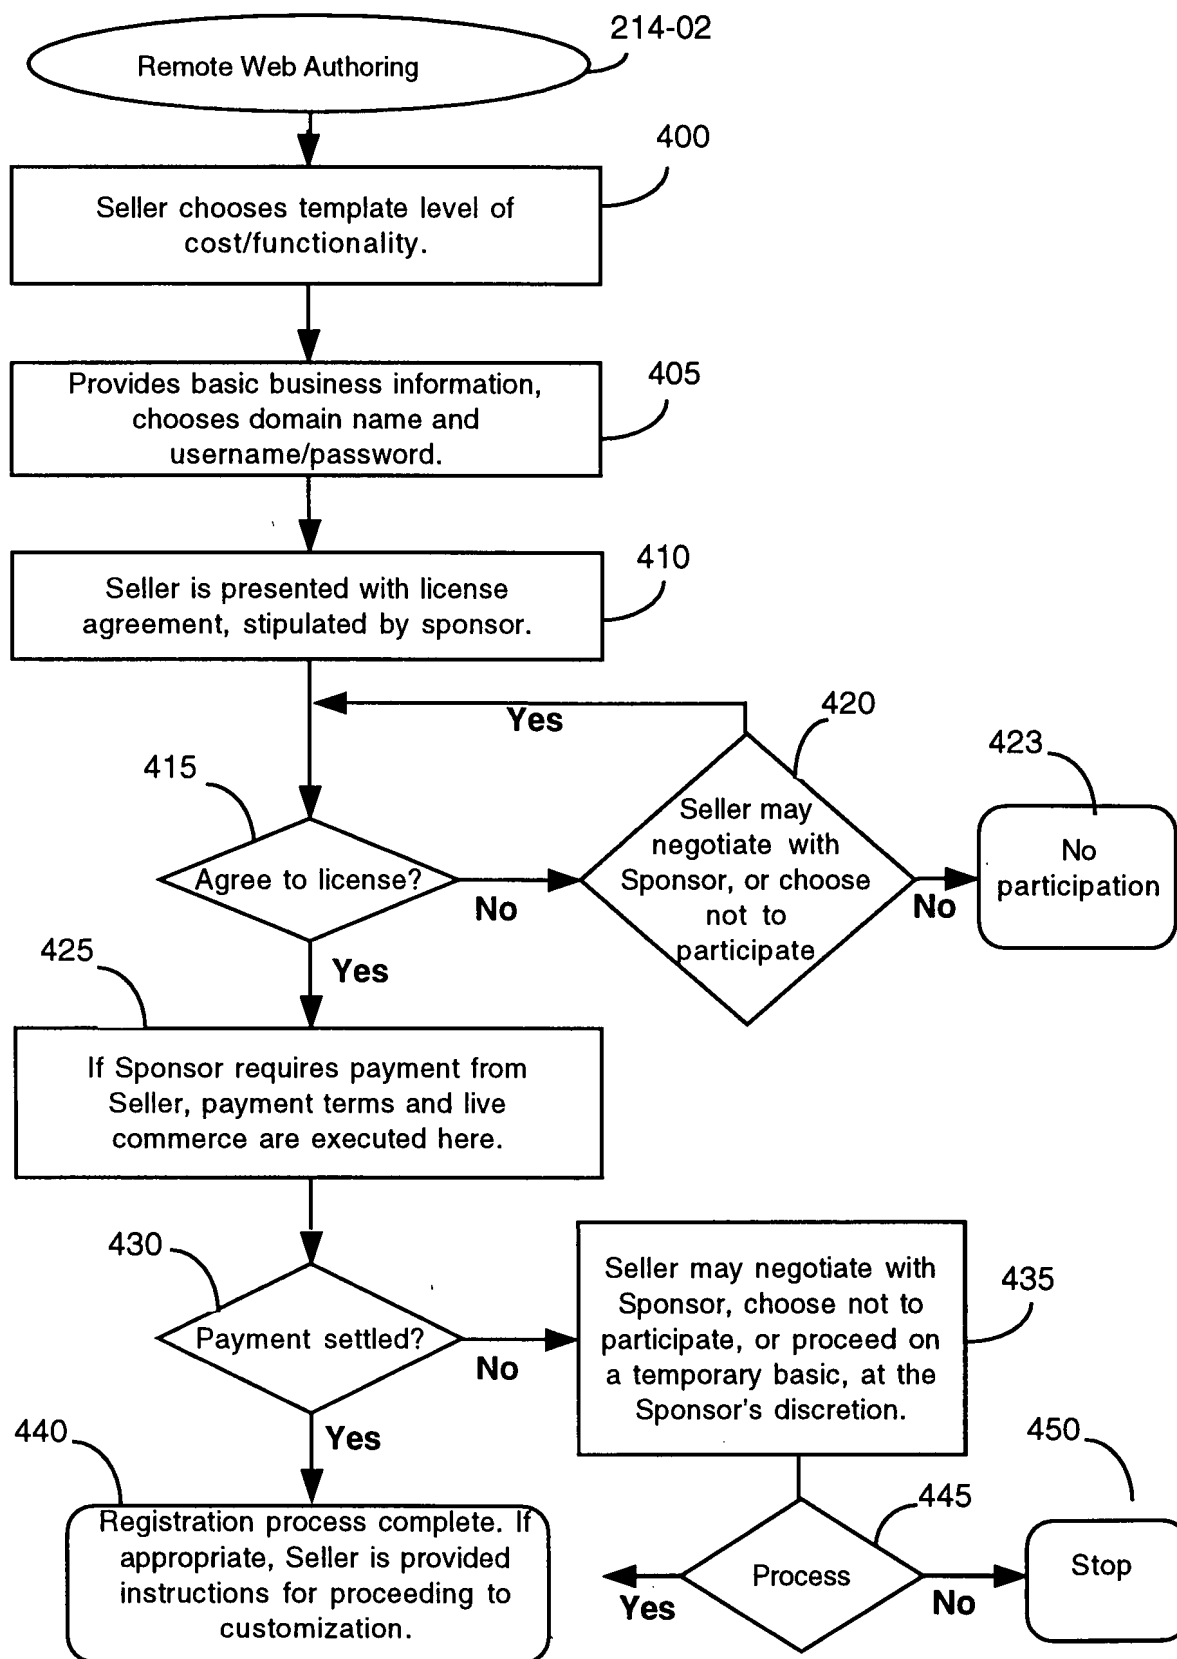 214-02
Remote Web Authoring
400
Seller chooses template level of
cost/functionality.
405
Provides basic business information,
chooses domain name and
username/password.
410
Seller is presented with license
agreement, stipulated by sponsor.
Yes
420
423
415
Seller may
negotiate with
Sponsor, or choose
not to
participate
No
participation
Agree to license?
No
No
Yes
425
If Sponsor requires payment from
Seller, payment terms and live
commerce are executed here.
430
Payment settled?
No
Seller may negotiate with
Sponsor, choose not to
participate, or proceed on
a temporary basic, at the
Sponsor's discretion.
435
Yes
440
Registration process complete. If
appropriate, Seller is provided
instructions for proceeding to
customization.
445
Process
Yes
No
450
Stop